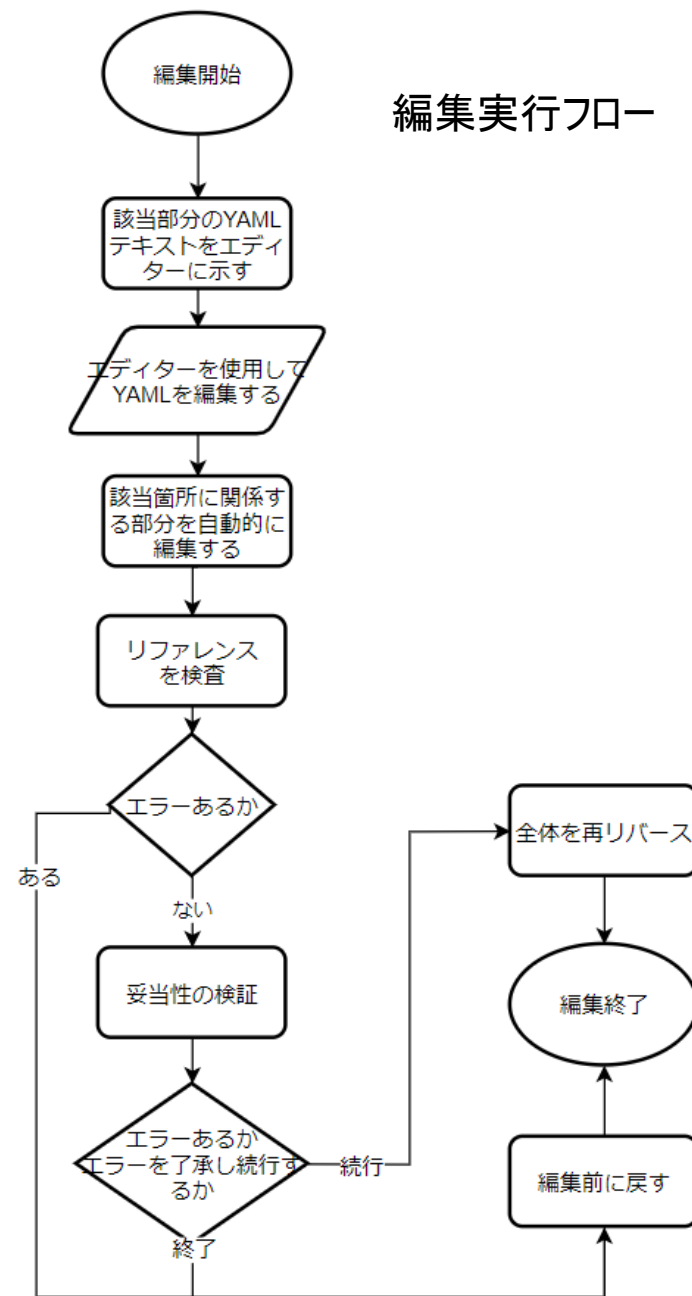 編集開始
編集実行フロー
該当部分のYAML
テキストをエディ
ターに示す
エディターを使用して
YAMLを編集する
該当箇所に関係す
る部分を自動的に
編集する
リファレンス
を検査
エラーあるか
全体を再リバース
ある
ない
妥当性の検証
編集終了
エラーあるか
エラーを了承し続行す
るか
続行
編集前に戻す
終了